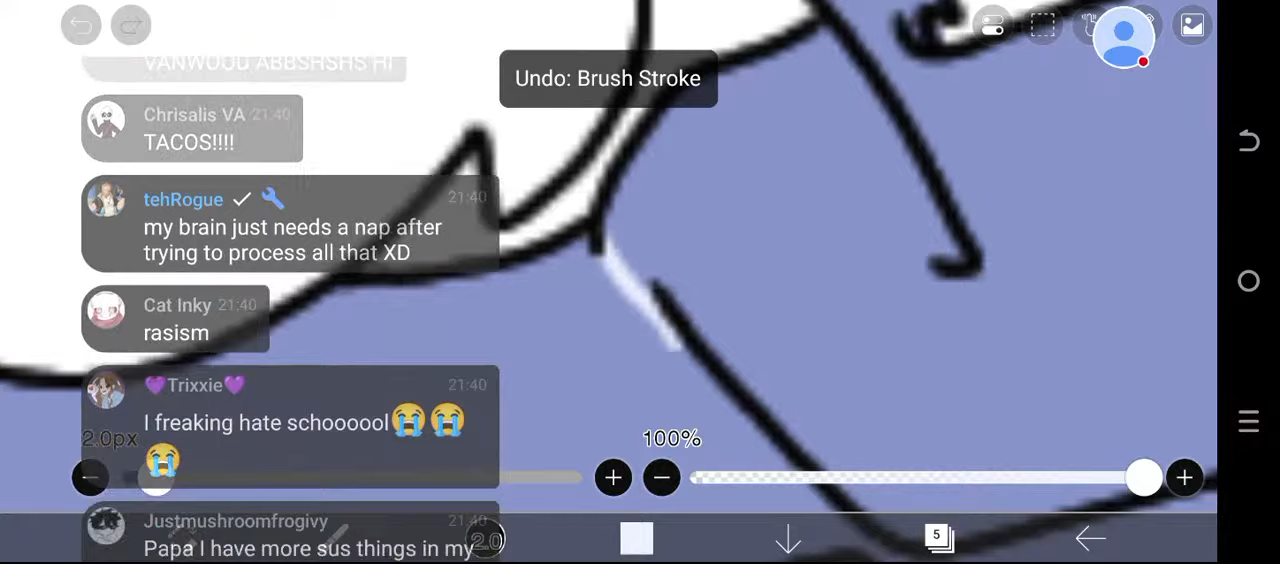 VANWOOD ABBSHSHS HI
Undo: Brush Stroke
Chrisalis VA 21:40
TACOS!!!!
tehRogue 21:40
my brain just needs a nap after
trying to process all that XD
Cat Inky 21:40
rasism
💜Trixxie💜 21:40
I freaking hate schoooool😭😭
😭
2.0px
100%
Justmushroomfrogivy 21:40
Papa I have more sus things in my
2.0
5